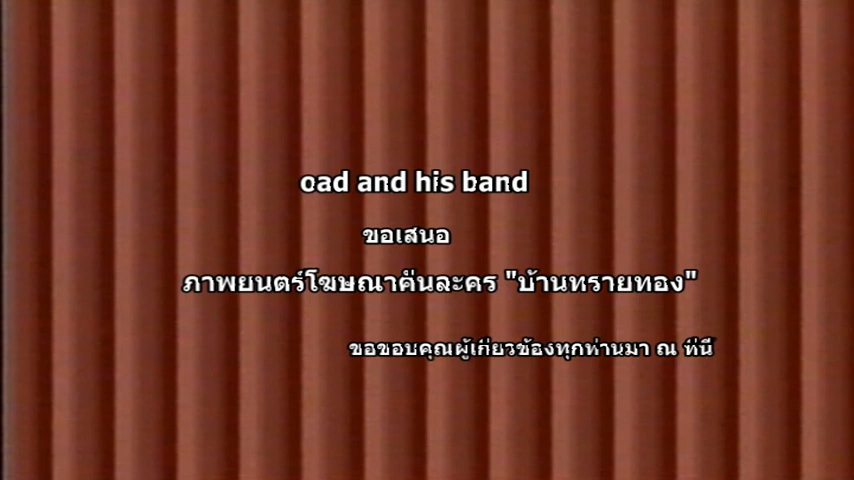 oad and his band
ขอเสนอ
ภาพยนตร์โฆษณาคั่นละคร "บ้านทรายทอง"
ขอขอบคุณผู้เกี่ยวข้องทุกท่านมา ณ ที่นี้